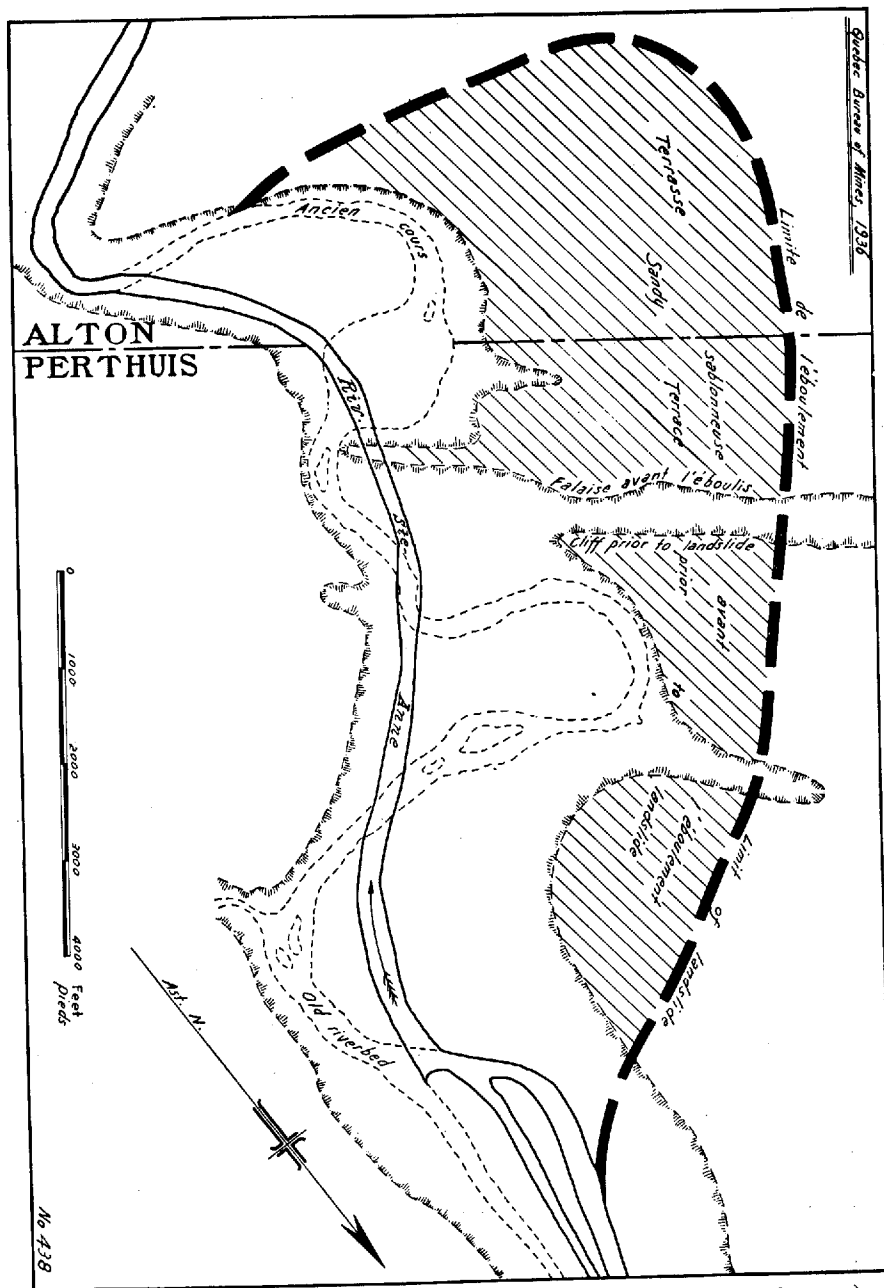 Quebec Bureau of Mines, 1936
Limite de l'éboulement
Terrasse sablonneuse avant
l'éboulement
Sandy Terrace prior to
landslide
Ancien cours
ALTON
PERTHUIS
Riv. Ste. Anne
Falaise avant l'éboulis
Cliff prior to landslide
Limit of landslide
Old riverbed
0 1000 2000 3000 4000 Feet
Pieds
Ast. N.
No 438